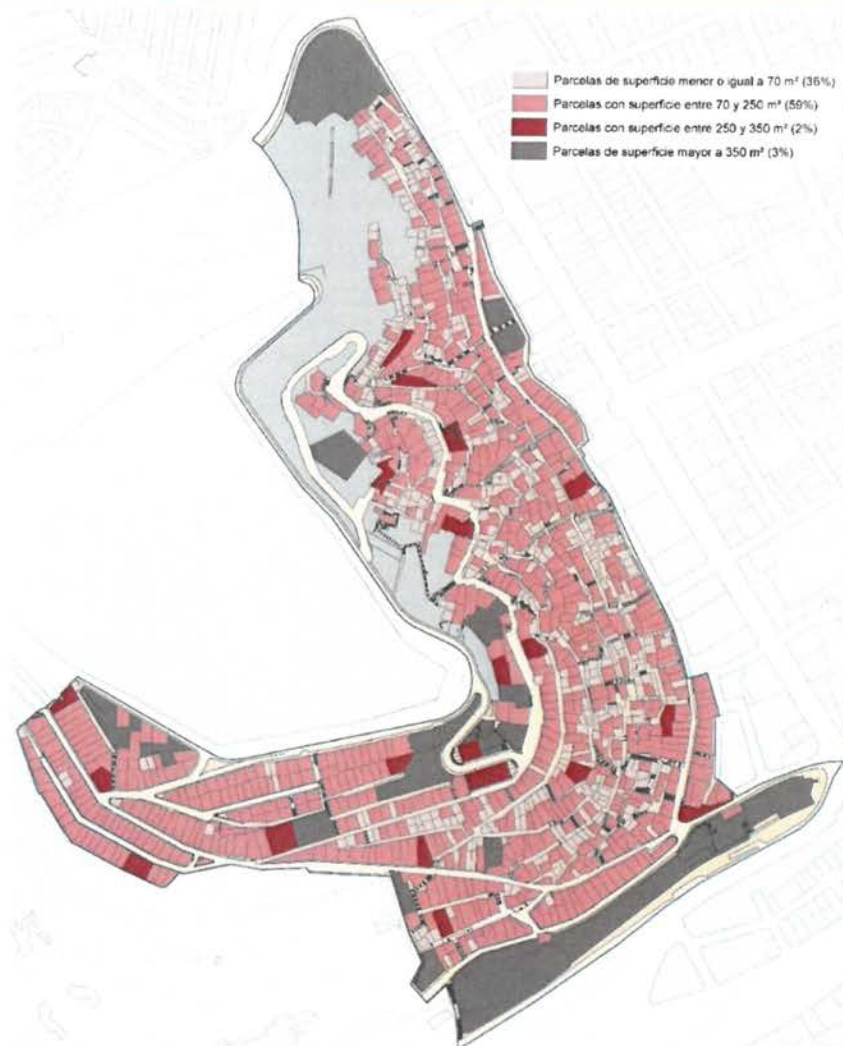 Parcelas de superficie menor o igual a 70 m² (36%)
Parcelas con superficie entre 70 y 250 m² (59%)
Parcelas con superficie entre 250 y 350 m² (2%)
Parcelas de superficie mayor a 350 m² (3%)